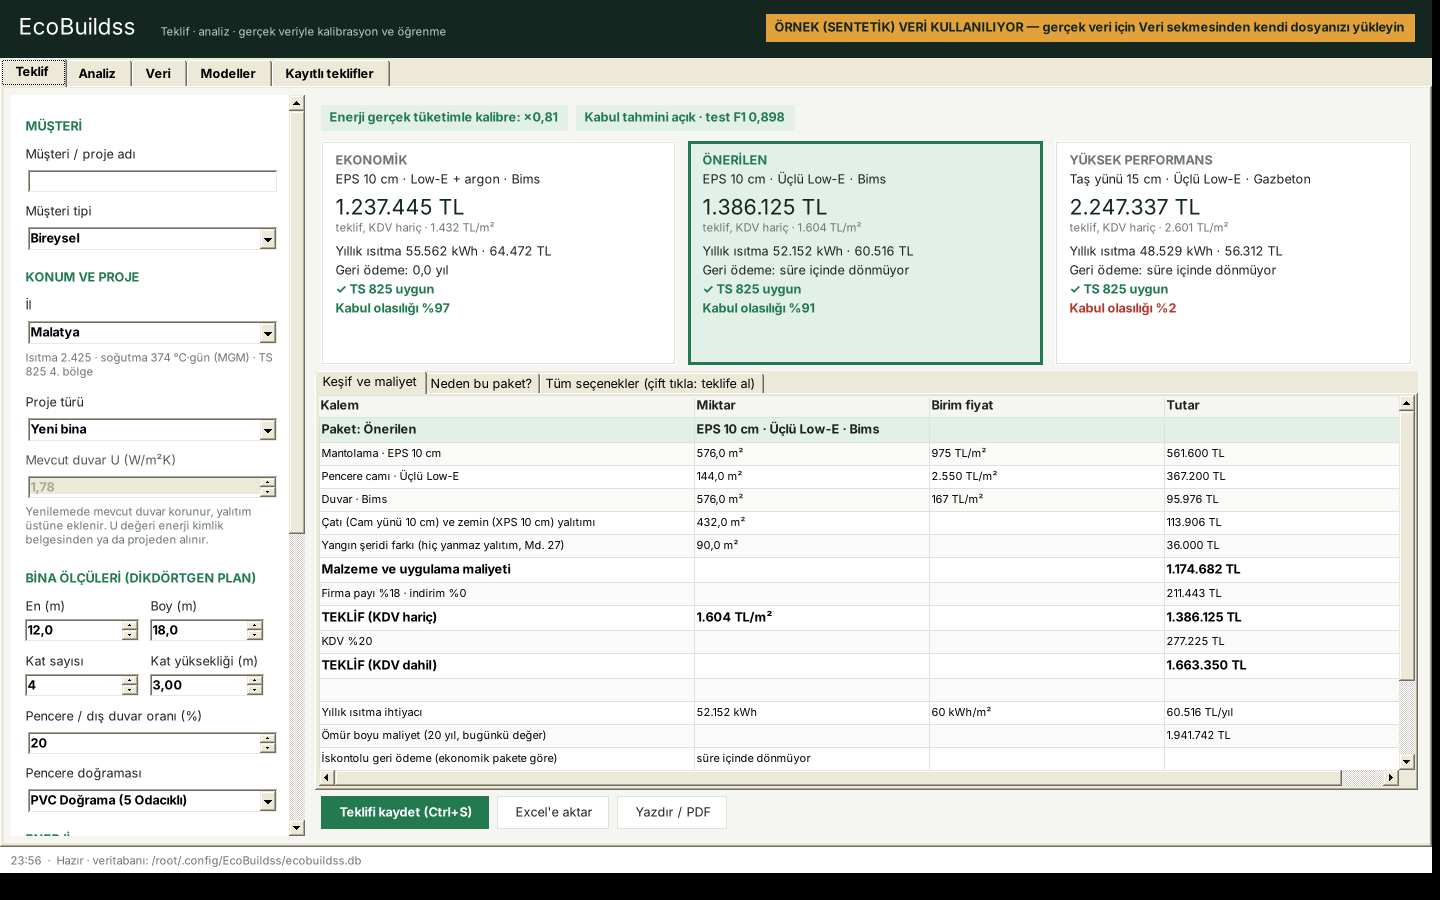 EcoBuildss
Teklif · analiz · gerçek veriyle kalibrasyon ve öğrenme
ÖRNEK (SENTETİK) VERİ KULLANILIYOR — gerçek veri için Veri sekmesinden kendi dosyanızı yükleyin
Teklif Analiz Veri Modeller Kayıtlı teklifler
MÜŞTERİ
Müşteri / proje adı
Müşteri tipi
Bireysel
KONUM VE PROJE
İl
Malatya
Isıtma 2.425 · soğutma 374 °C·gün (MGM) · TS
825 4. bölge
Proje türü
Yeni bina
Mevcut duvar U (W/m²K)
1,78
Yenilemede mevcut duvar korunur, yalıtım
üstüne eklenir. U değeri enerji kimlik
belgesinden ya da projeden alınır.
BİNA ÖLÇÜLERİ (DİKDÖRTGEN PLAN)
En (m) Boy (m)
12,0 18,0
Kat sayısı Kat yüksekliği (m)
4 3,00
Pencere / dış duvar oranı (%)
20
Pencere doğraması
PVC Doğrama (5 Odacıklı)
Enerji gerçek tüketimle kalibre: ×0,81
Kabul tahmini açık · test F1 0,898
EKONOMİK
EPS 10 cm · Low-E + argon · Bims
1.237.445 TL
teklif, KDV hariç · 1.432 TL/m²
Yıllık ısıtma 55.562 kWh · 64.472 TL
Geri ödeme: 0,0 yıl
✓ TS 825 uygun
Kabul olasılığı %97
ÖNERİLEN
EPS 10 cm · Üçlü Low-E · Bims
1.386.125 TL
teklif, KDV hariç · 1.604 TL/m²
Yıllık ısıtma 52.152 kWh · 60.516 TL
Geri ödeme: süre içinde dönmüyor
✓ TS 825 uygun
Kabul olasılığı %91
YÜKSEK PERFORMANS
Taş yünü 15 cm · Üçlü Low-E · Gazbeton
2.247.337 TL
teklif, KDV hariç · 2.601 TL/m²
Yıllık ısıtma 48.529 kWh · 56.312 TL
Geri ödeme: süre içinde dönmüyor
✓ TS 825 uygun
Kabul olasılığı %2
Keşif ve maliyet Neden bu paket? Tüm seçenekler (çift tıkla: teklife al)
Kalem Miktar Birim fiyat Tutar
Paket: Önerilen EPS 10 cm · Üçlü Low-E · Bims
Mantolama · EPS 10 cm 576,0 m² 975 TL/m² 561.600 TL
Pencere camı · Üçlü Low-E 144,0 m² 2.550 TL/m² 367.200 TL
Duvar · Bims 576,0 m² 167 TL/m² 95.976 TL
Çatı (Cam yünü 10 cm) ve zemin (XPS 10 cm) yalıtımı 432,0 m² 113.906 TL
Yangın şeridi farkı (hiç yanmaz yalıtım, Md. 27) 90,0 m² 36.000 TL
Malzeme ve uygulama maliyeti 1.174.682 TL
Firma payı %18 · indirim %0 211.443 TL
TEKLİF (KDV hariç) 1.604 TL/m² 1.386.125 TL
KDV %20 277.225 TL
TEKLİF (KDV dahil) 1.663.350 TL
Yıllık ısıtma ihtiyacı 52.152 kWh 60 kWh/m² 60.516 TL/yıl
Ömür boyu maliyet (20 yıl, bugünkü değer) 1.941.742 TL
İskontolu geri ödeme (ekonomik pakete göre) süre içinde dönmüyor
Teklifi kaydet (Ctrl+S) Excel'e aktar Yazdır / PDF
23:56 · Hazır · veritabanı: /root/.config/EcoBuildss/ecobuildss.db